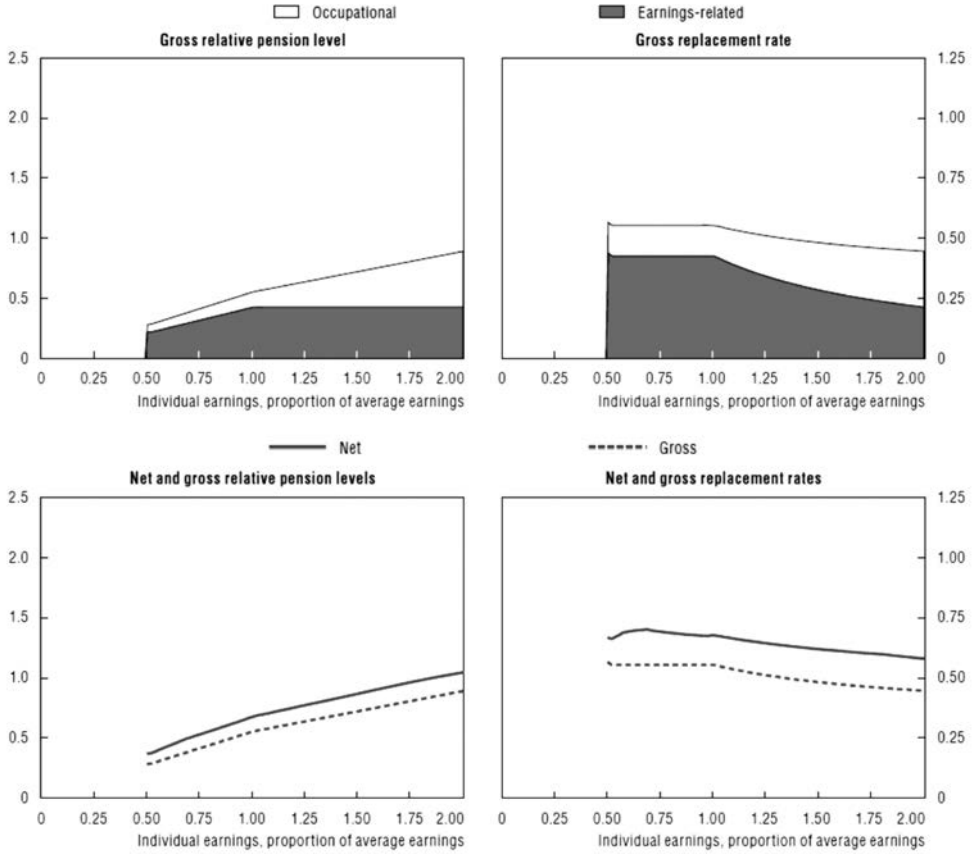 Occupational Earnings-related
Gross relative pension level Gross replacement rate
2.5 1.25
2.0 1.00
1.5 0.75
1.0 0.50
0.5 0.25
0 0
0 0.25 0.50 0.75 1.00 1.25 1.50 1.75 2.00 0 0.25 0.50 0.75 1.00 1.25 1.50 1.75 2.00
Individual earnings, proportion of average earnings Individual earnings, proportion of average earnings
Net Gross
Net and gross relative pension levels Net and gross replacement rates
2.5 1.25
2.0 1.00
1.5 0.75
1.0 0.50
0.5 0.25
0 0
0 0.25 0.50 0.75 1.00 1.25 1.50 1.75 2.00 0 0.25 0.50 0.75 1.00 1.25 1.50 1.75 2.00
Individual earnings, proportion of average earnings Individual earnings, proportion of average earnings